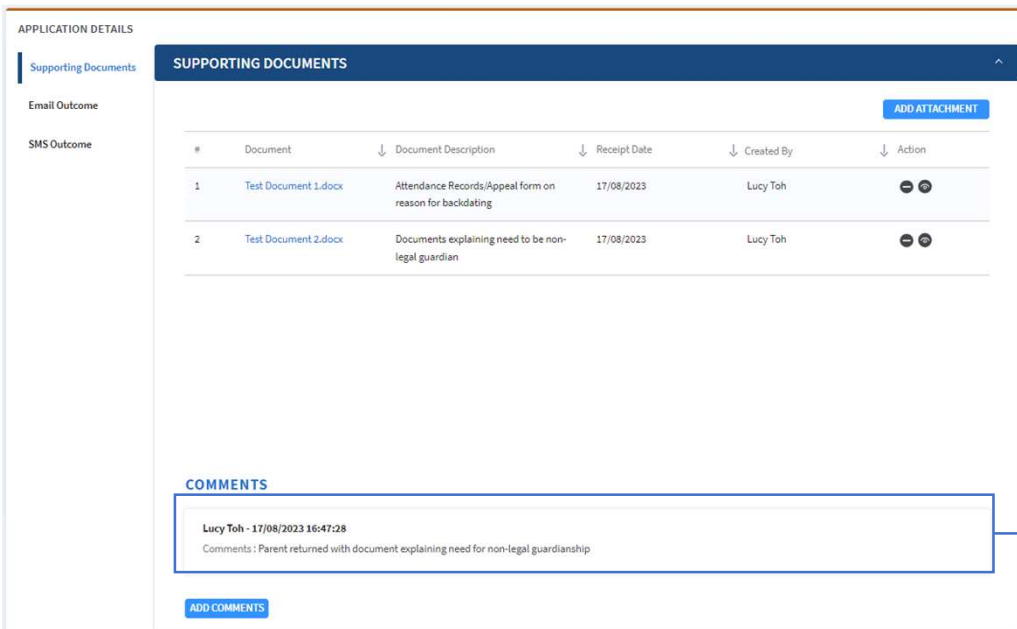 APPLICATION DETAILS
Supporting Documents
Email Outcome
SMS Outcome
SUPPORTING DOCUMENTS
ADD ATTACHMENT
# Document Document Description Receipt Date Created By Action
1 Test Document 1.docx Attendance Records/Appeal form on 17/08/2023 Lucy Toh
reason for backdating
2 Test Document 2.docx Documents explaining need to be non- 17/08/2023 Lucy Toh
legal guardian
COMMENTS
Lucy Toh - 17/08/2023 16:47:28
Comments : Parent returned with document explaining need for non-legal guardianship
ADD COMMENTS